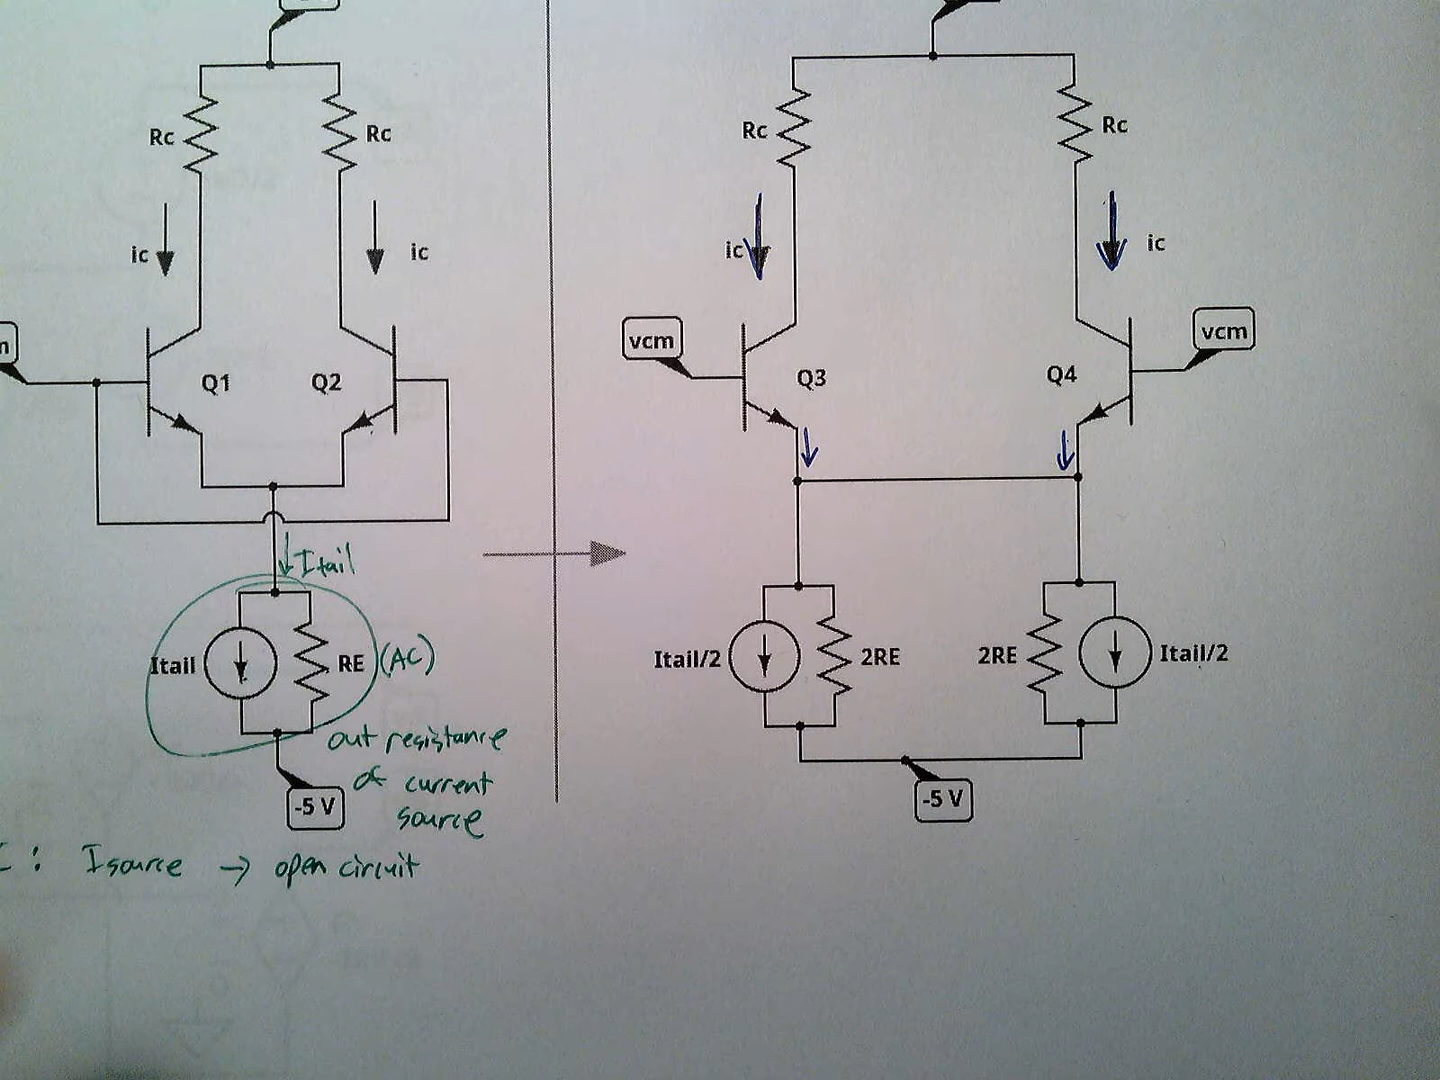 Rc
Rc
Rc
Rc
ic
ic
ic
ic
vcm
vcm
Q1
Q2
Q3
Q4
Itail
Itail
RE
(AC)
Itail/2
2RE
2RE
Itail/2
out resistance
of current
source
-5 V
-5 V
: Isource → open circuit